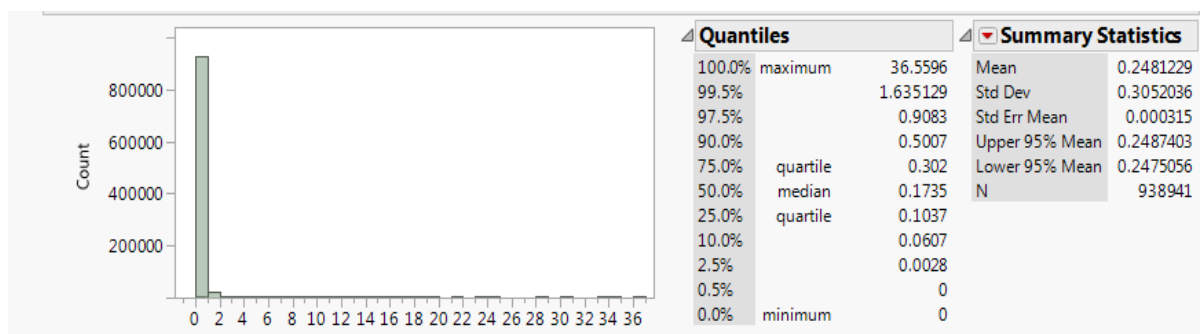 Quantiles
100.0% maximum 36.5596
99.5% 1.635129
97.5% 0.9083
90.0% 0.5007
75.0% quartile 0.302
50.0% median 0.1735
25.0% quartile 0.1037
10.0% 0.0607
2.5% 0.0028
0.5% 0
0.0% minimum 0
Summary Statistics
Mean 0.2481229
Std Dev 0.3052036
Std Err Mean 0.000315
Upper 95% Mean 0.2487403
Lower 95% Mean 0.2475056
N 938941
Count
800000
600000
400000
200000
0 2 4 6 8 10 12 14 16 18 20 22 24 26 28 30 32 34 36